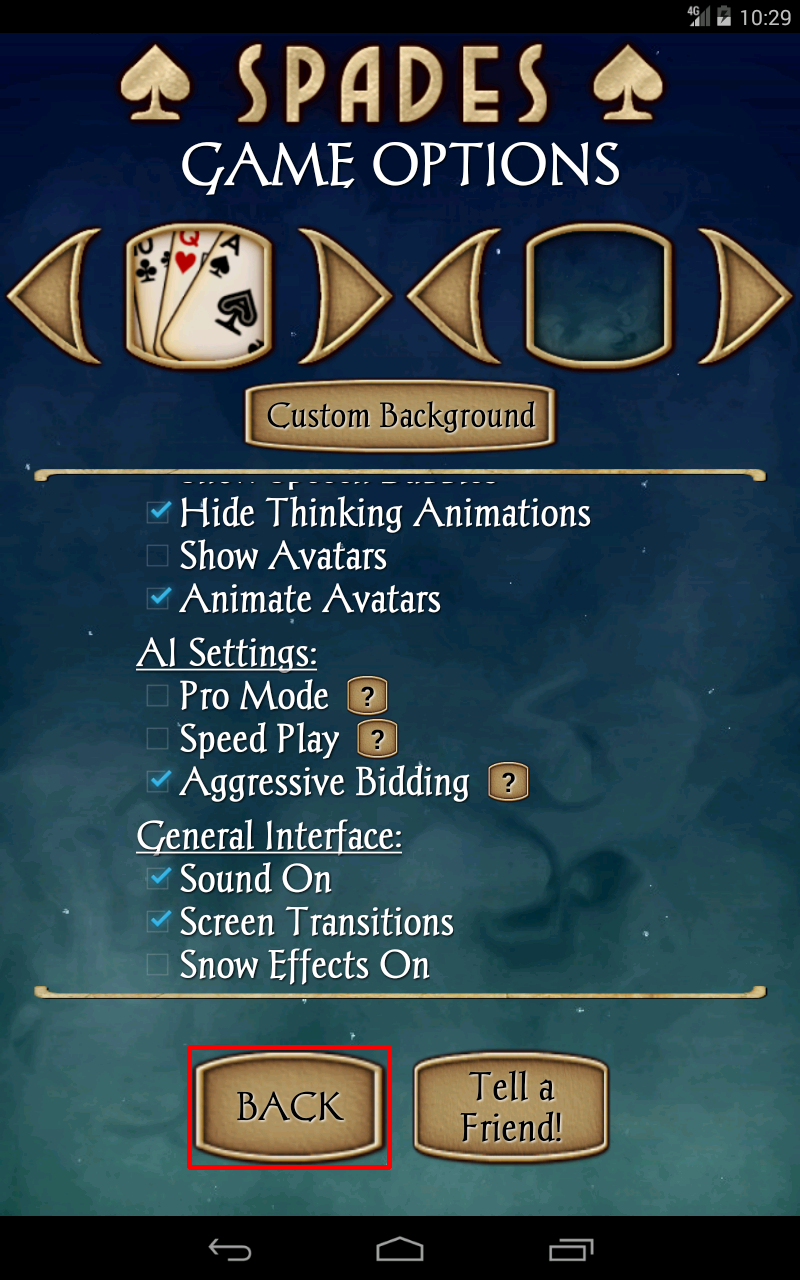 4G 10:29
SPADES
GAME OPTIONS
Q A
Custom Background
Hide Thinking Animations
Show Avatars
Animate Avatars
AI Settings:
Pro Mode ?
Speed Play ?
Aggressive Bidding ?
General Interface:
Sound On
Screen Transitions
Snow Effects On
BACK
Tell a
Friend!